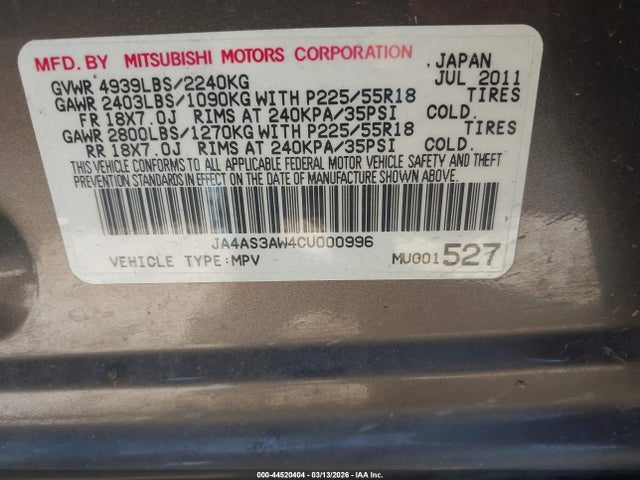 MFD. BY MITSUBISHI MOTORS CORPORATION JAPAN
GVWR 4939LBS/2240KG JUL 2011
GAWR 2403LBS/1090KG WITH P225/55R18 TIRES
FR 18X7.0J RIMS AT 240KPA/35PSI COLD.
GAWR 2800LBS/1270KG WITH P225/55R18 TIRES
RR 18X7.0J RIMS AT 240KPA/35PSI COLD.
THIS VEHICLE CONFORMS TO ALL APPLICABLE FEDERAL MOTOR VEHICLE SAFETY AND THEFT
PREVENTION STANDARDS IN EFFECT ON THE DATE OF MANUFACTURE SHOWN ABOVE.
JA4AS3AW4CU000996
VEHICLE TYPE:MPV MU001527
000-44520404 - 03/13/2026 - IAA Inc.